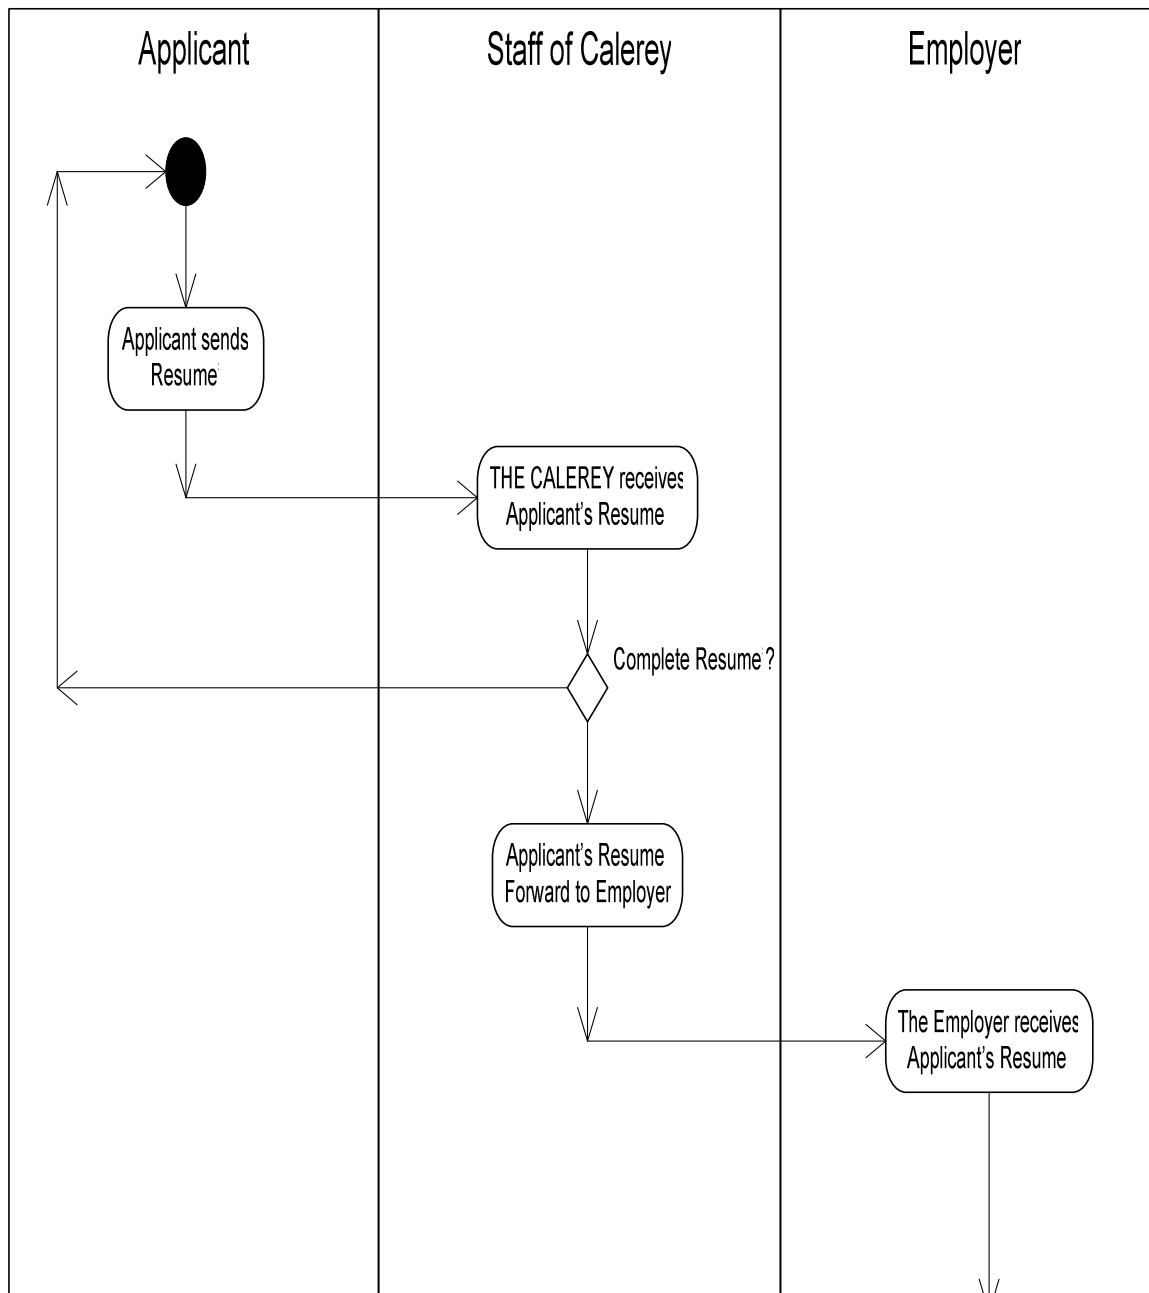 Applicant
Staff of Calerey
Employer
Applicant sends
Resume
THE CALEREY receives
Applicant's Resume
Complete Resume ?
Applicant's Resume
Forward to Employer
The Employer receives
Applicant's Resume